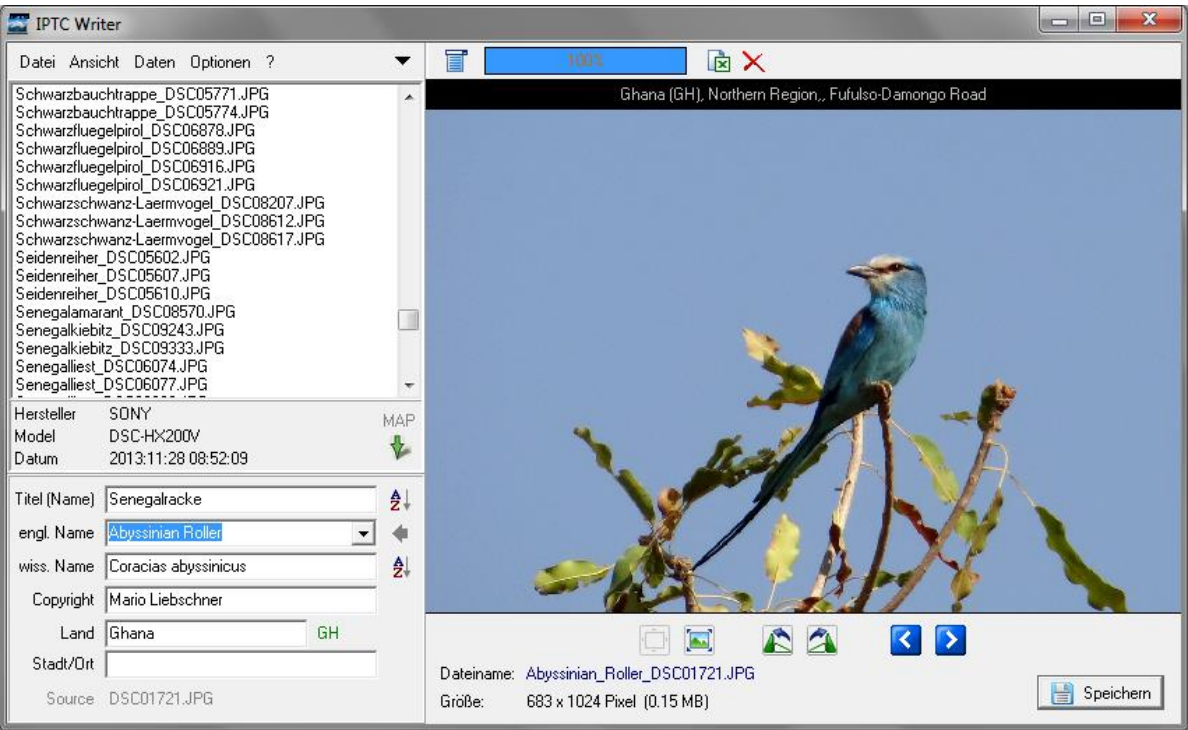 IPTC Writer
Datei Ansicht Daten Optionen ?
Schwarzbauchtrappe_DSC05771.JPG
Schwarzbauchtrappe_DSC05774.JPG
Schwarzfluegelpirol_DSC06878.JPG
Schwarzfluegelpirol_DSC06889.JPG
Schwarzfluegelpirol_DSC06916.JPG
Schwarzfluegelpirol_DSC06921.JPG
Schwarzschwanz-Laermvogel_DSC08207.JPG
Schwarzschwanz-Laermvogel_DSC08612.JPG
Schwarzschwanz-Laermvogel_DSC08617.JPG
Seidenreiher_DSC05602.JPG
Seidenreiher_DSC05607.JPG
Seidenreiher_DSC05610.JPG
Senegalamarant_DSC08570.JPG
Senegalkiebitz_DSC09243.JPG
Senegalkiebitz_DSC09333.JPG
Senegalliest_DSC06074.JPG
Senegalliest_DSC06077.JPG
Hersteller SONY
MAP
Model DSC-HX200V
Datum 2013:11:28 08:52:09
Titel (Name) Senegalracke
engl. Name Abyssinian Roller
wiss. Name Coracias abyssinicus
Copyright Mario Liebschner
Land Ghana GH
Stadt/Ort
Source DSC01721.JPG
100%
Ghana (GH), Northern Region,, Fufulso-Damongo Road
Dateiname: Abyssinian_Roller_DSC01721.JPG
Größe: 683 x 1024 Pixel (0.15 MB)
Speichern